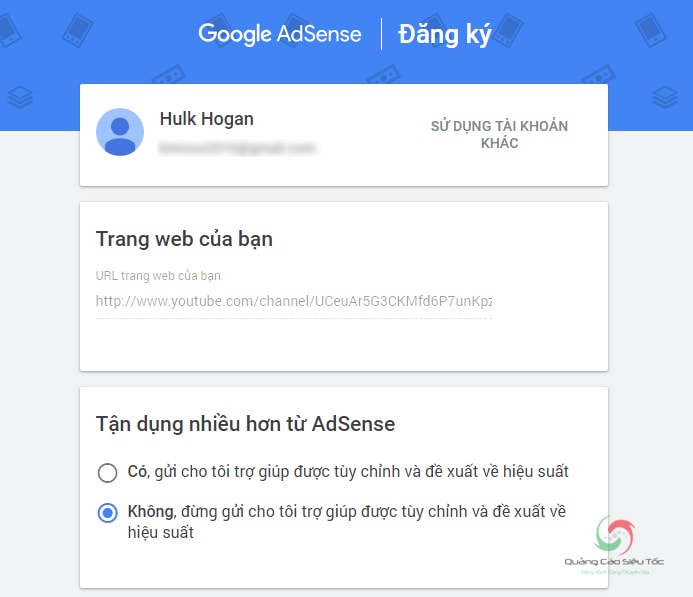 Google AdSense Đăng ký
Hulk Hogan
SỬ DỤNG TÀI KHOẢN
KHÁC
Trang web của bạn
URL trang web của bạn
http://www.youtube.com/channel/UCeuAr5G3CKMfd6P7unKpz
Tận dụng nhiều hơn từ AdSense
Có, gửi cho tôi trợ giúp được tùy chỉnh và đề xuất về hiệu suất
Không, đừng gửi cho tôi trợ giúp được tùy chỉnh và đề xuất về
hiệu suất
Quảng Cáo Siêu Tốc